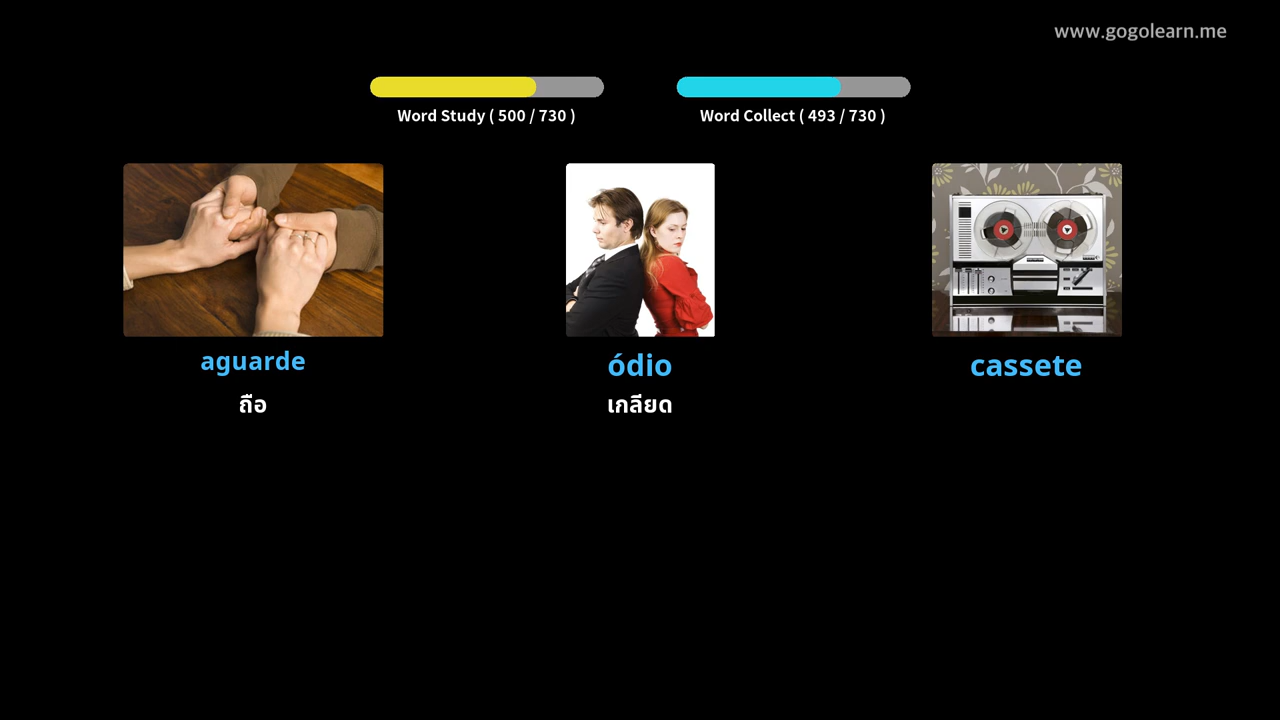 www.gogolearn.me
Word Study ( 500 / 730 )
Word Collect ( 493 / 730 )
aguarde
ódio
cassete
ถือ
เกลียด